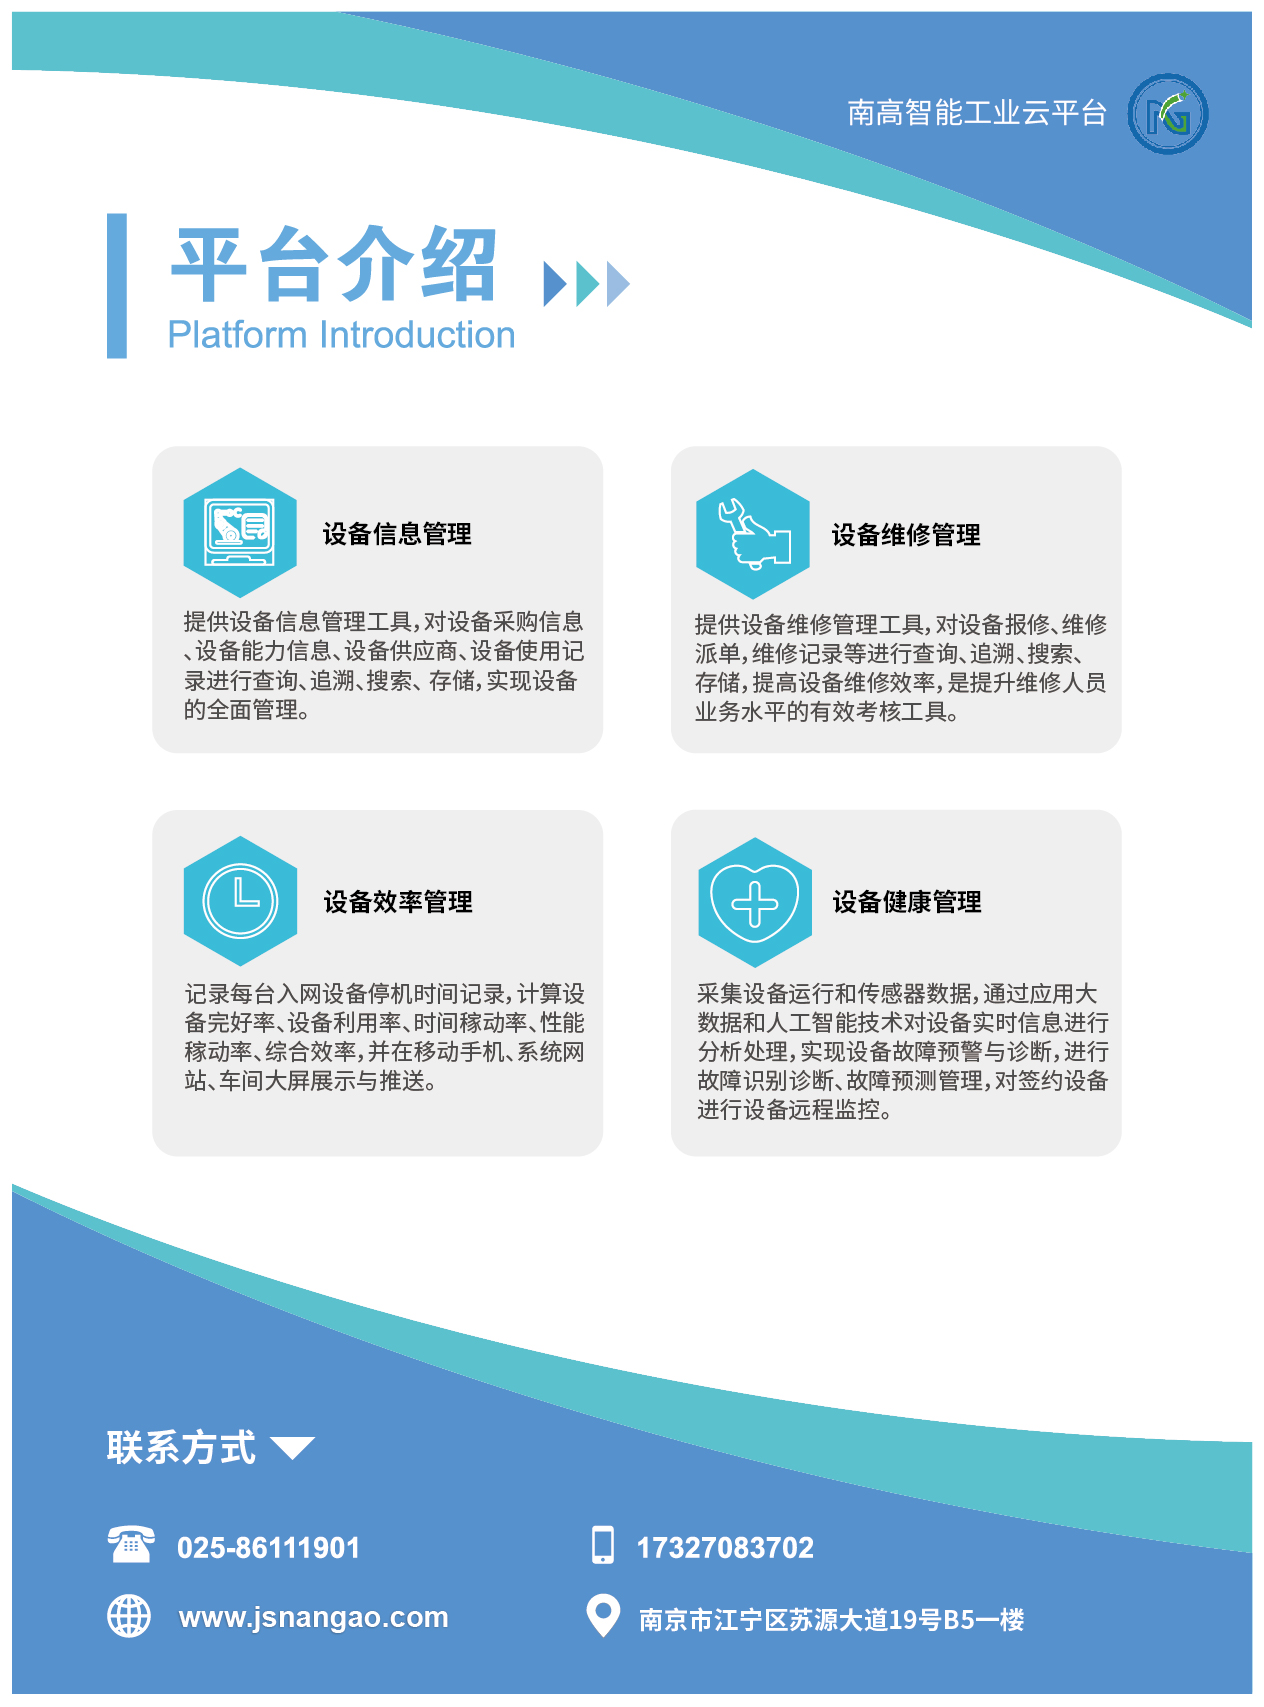 南高智能工业云平台
平台介绍
Platform Introduction
设备信息管理
提供设备信息管理工具，对设备采购信息
、设备能力信息、设备供应商、设备使用记
录进行查询、追溯、搜索、 存储，实现设备
的全面管理。
设备维修管理
提供设备维修管理工具，对设备报修、维修
派单，维修记录等进行查询、追溯、搜索、
存储，提高设备维修效率，是提升维修人员
业务水平的有效考核工具。
设备效率管理
记录每台入网设备停机时间记录，计算设
备完好率、设备利用率、时间稼动率、性能
稼动率、综合效率，并在移动手机、系统网
站、车间大屏展示与推送。
设备健康管理
采集设备运行和传感器数据，通过应用大
数据和人工智能技术对设备实时信息进行
分析处理，实现设备故障预警与诊断，进行
故障识别诊断、故障预测管理，对签约设备
进行设备远程监控。
联系方式
025-86111901
17327083702
www.jsnangao.com
南京市江宁区苏源大道19号B5一楼